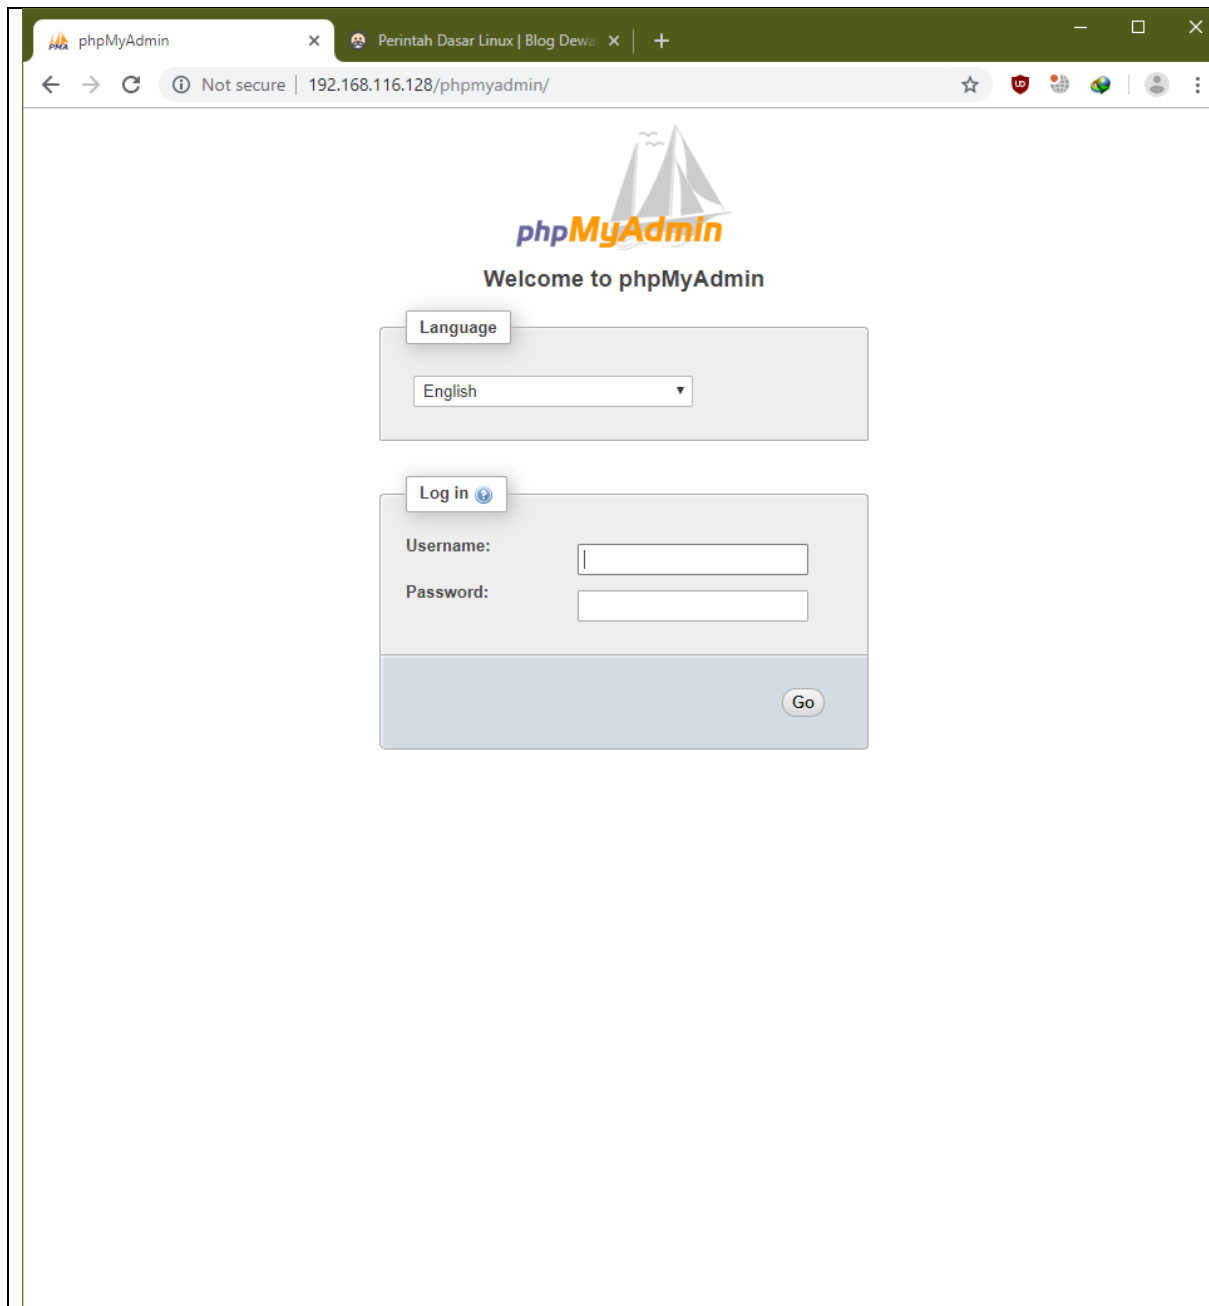 phpMyAdmin
Perintah Dasar Linux | Blog Dewa
Not secure | 192.168.116.128/phpmyadmin/
phpMyAdmin
Welcome to phpMyAdmin
Language
English
Log in
Username:
Password:
Go